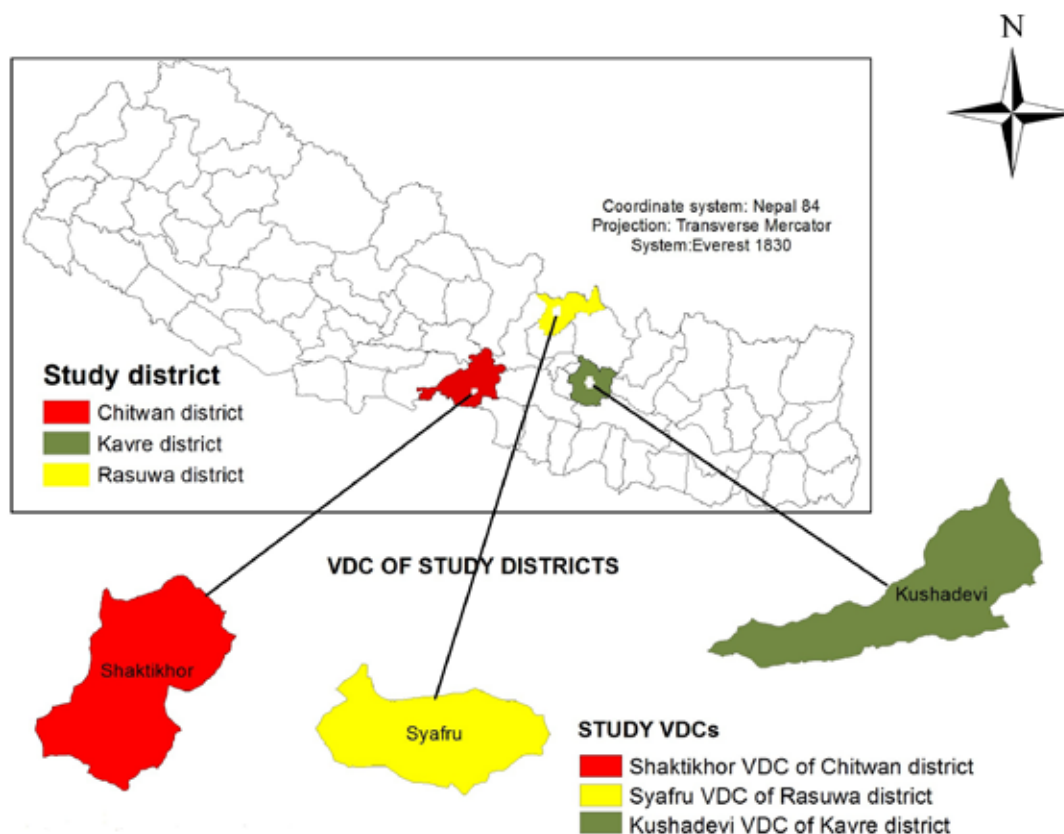 N
Coordinate system: Nepal 84
Projection: Transverse Mercator
System:Everest 1830
Study district
Chitwan district
Kavre district
Rasuwa district
VDC OF STUDY DISTRICTS
Kushadevi
Shaktikhor
Syafru
STUDY VDCs
Shaktikhor VDC of Chitwan district
Syafru VDC of Rasuwa district
Kushadevi VDC of Kavre district